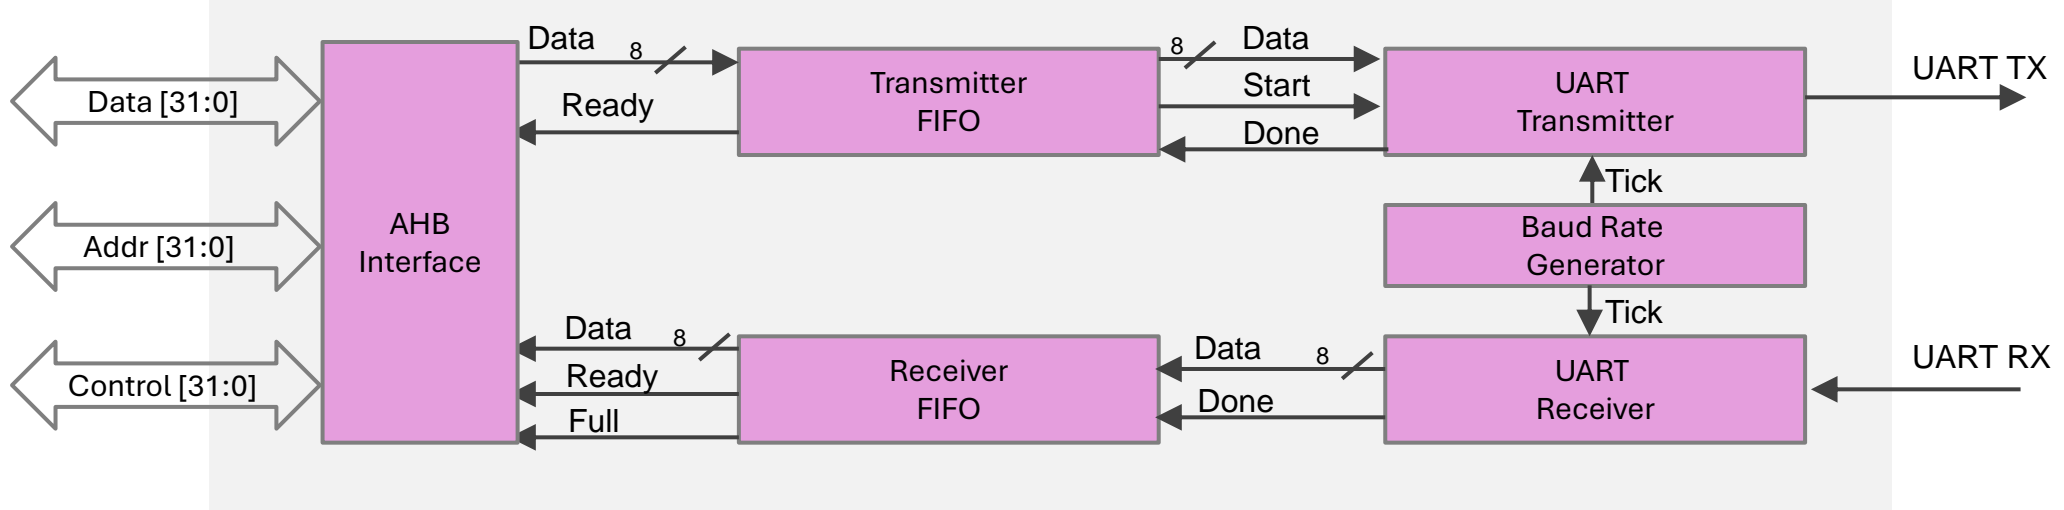 Data
8
8
Data
UART TX
Data [31:0]
Ready
Transmitter
FIFO
Start
UART
Transmitter
Done
Tick
Addr [31:0]
AHB
Interface
Baud Rate
Generator
Tick
Data
8
Data
8
UART RX
Control [31:0]
Ready
Receiver
FIFO
Done
UART
Receiver
Full